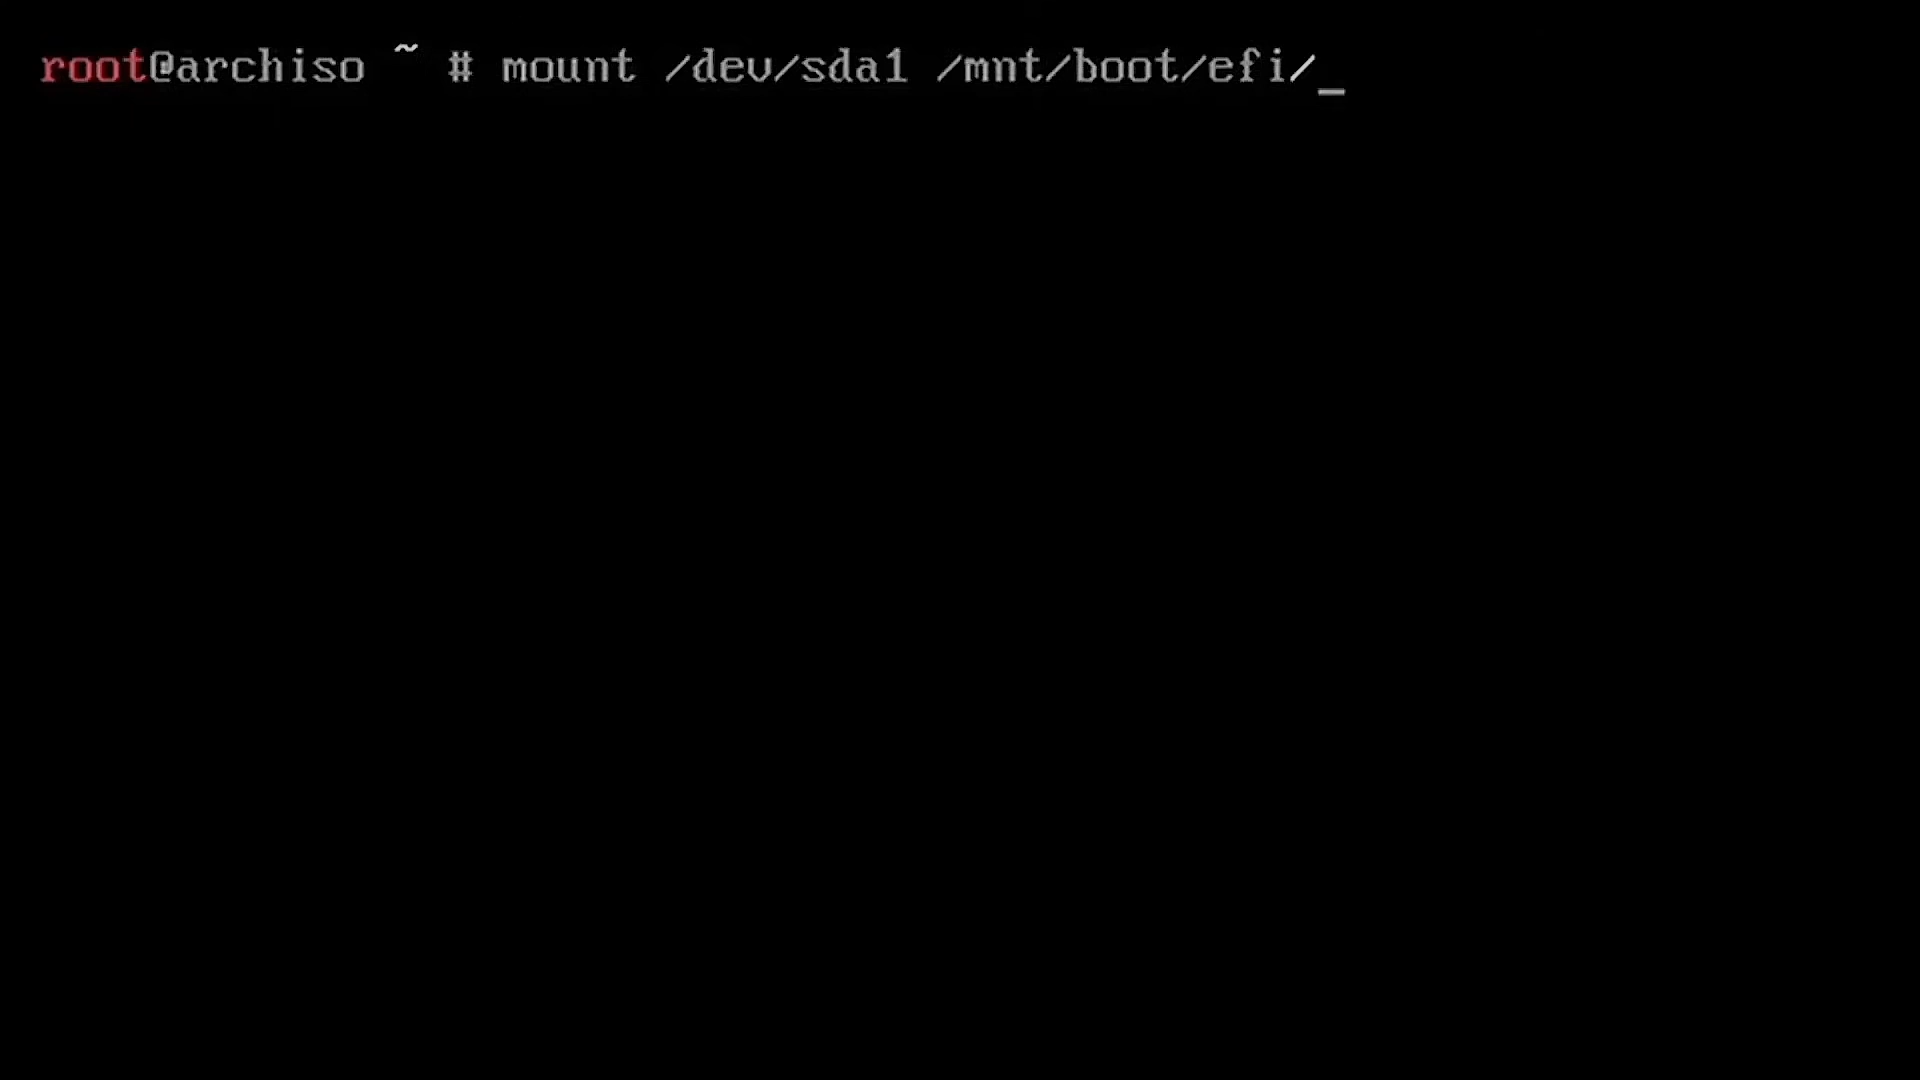 root@archiso ~ # mount /dev/sda1 /mnt/boot/efi/_